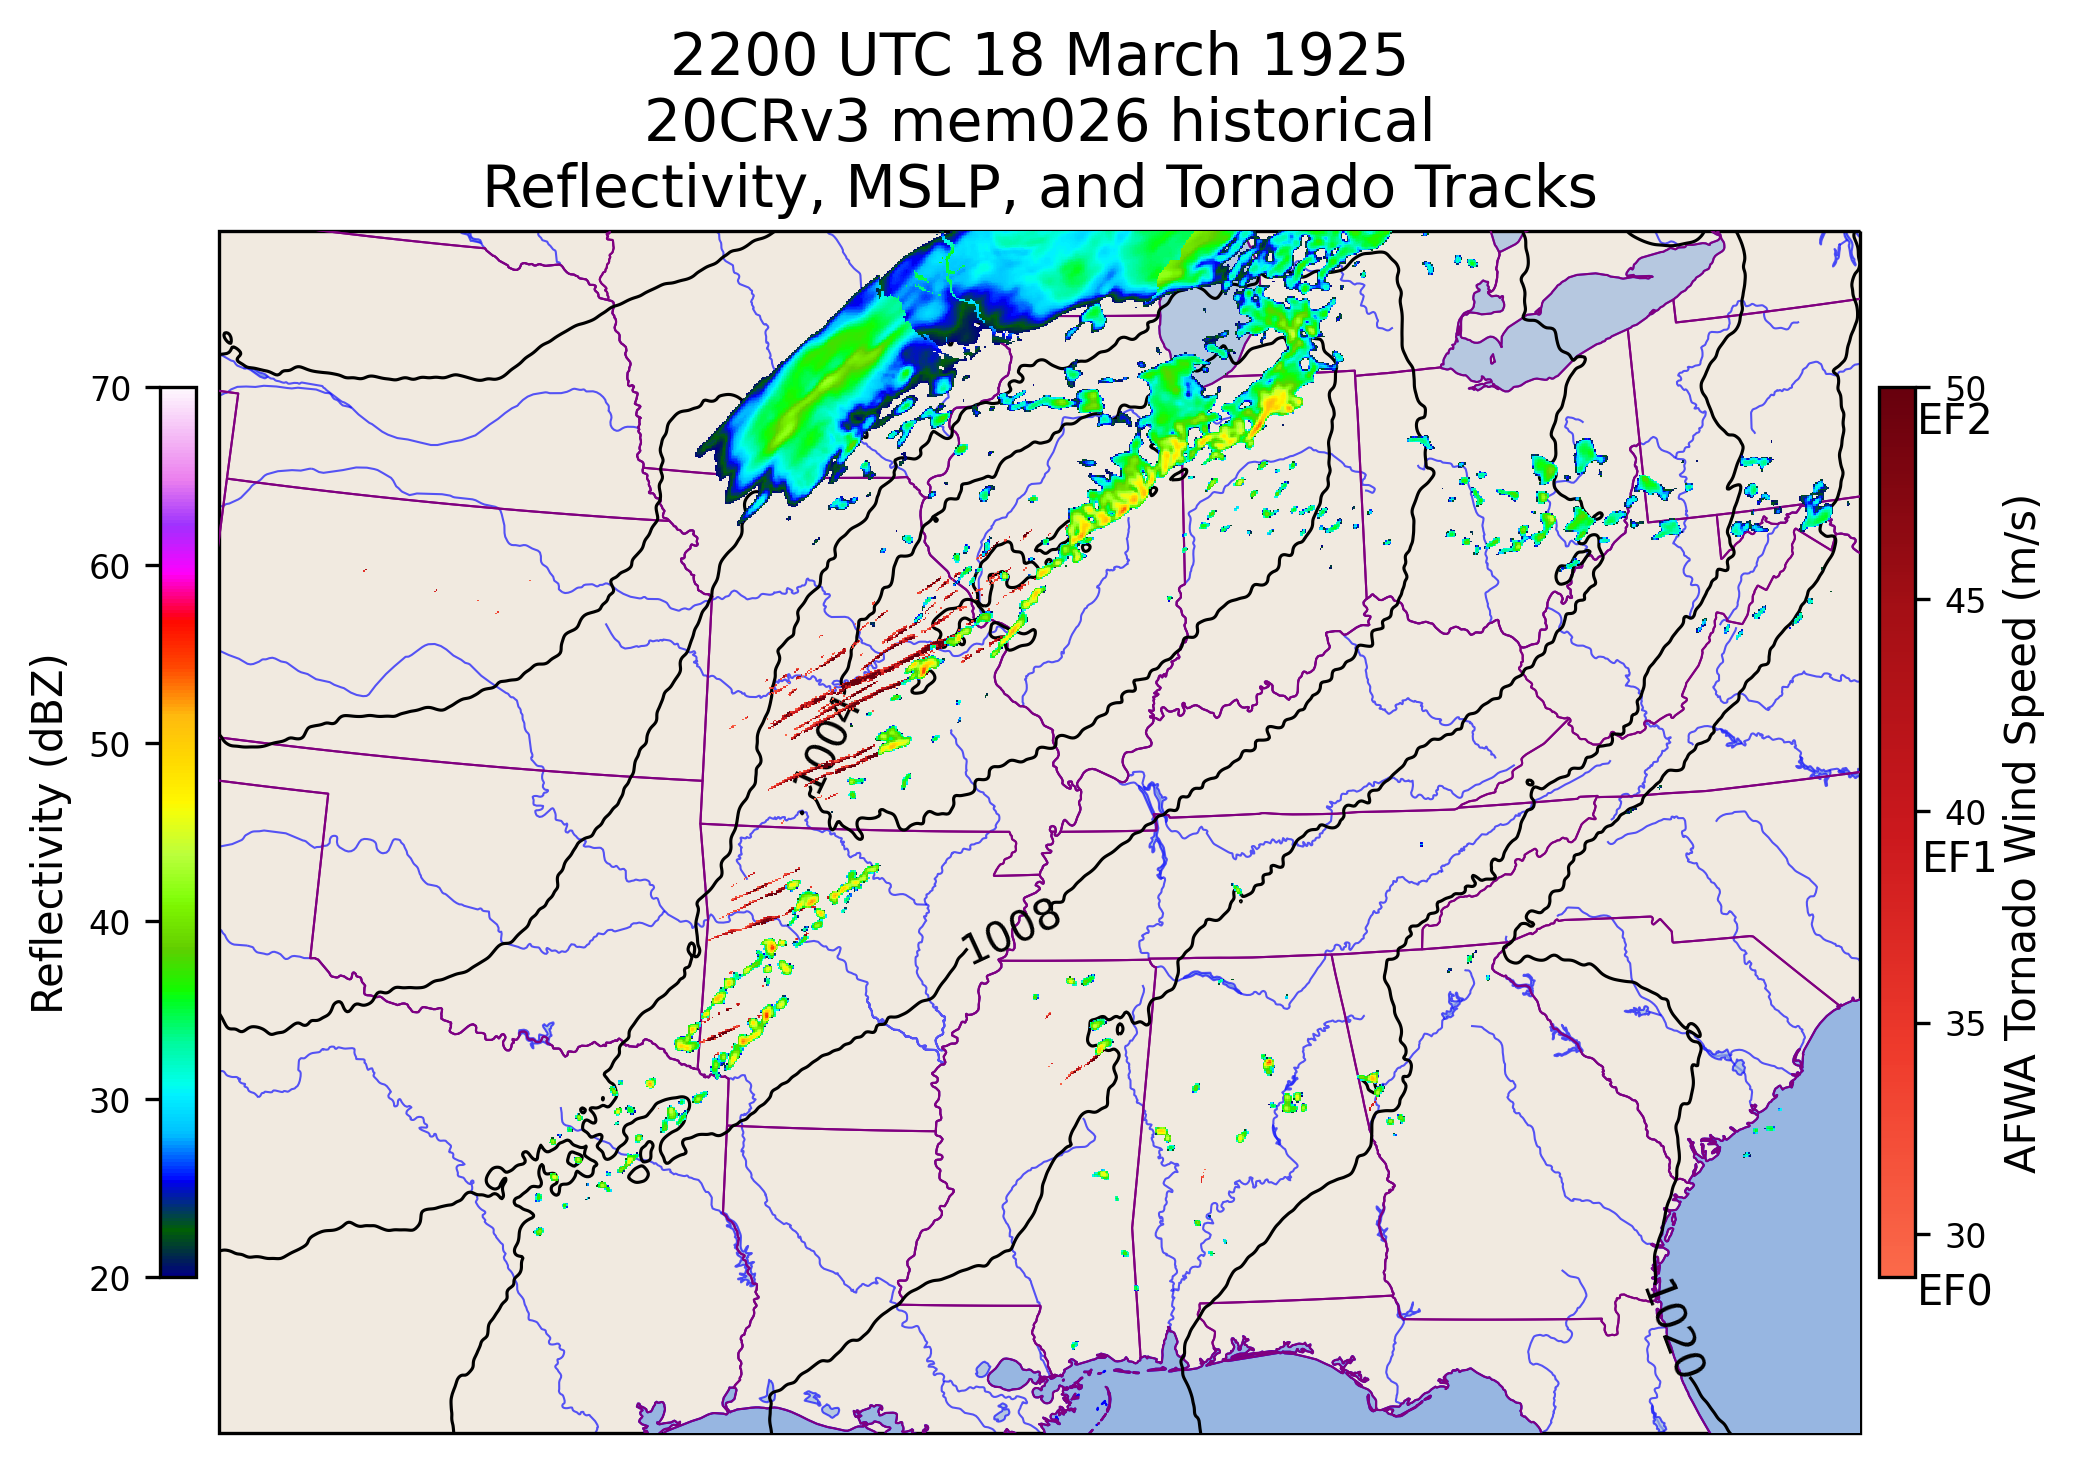 2200 UTC 18 March 1925
20CRv3 mem026 historical
Reflectivity, MSLP, and Tornado Tracks
Reflectivity (dBZ)
70
60
50
40
30
20
1004
1008
1020
50
EF2
45
40
EF1
35
30
EF0
AFWA Tornado Wind Speed (m/s)